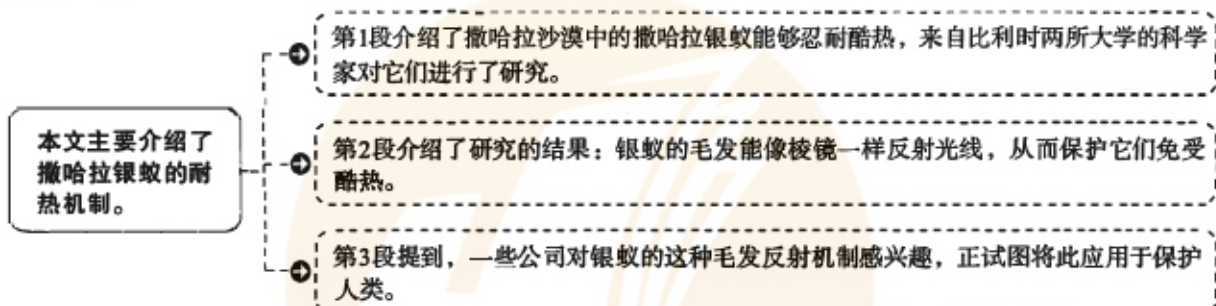 第1段介绍了撒哈拉沙漠中的撒哈拉银蚁能够忍耐酷热，来自比利时两所大学的科学
家对它们进行了研究。
本文主要介绍了
撒哈拉银蚁的耐
热机制。
第2段介绍了研究的结果：银蚁的毛发能像棱镜一样反射光线，从而保护它们免受
酷热。
第3段提到，一些公司对银蚁的这种毛发反射机制感兴趣，正试图将此应用于保护
人类。